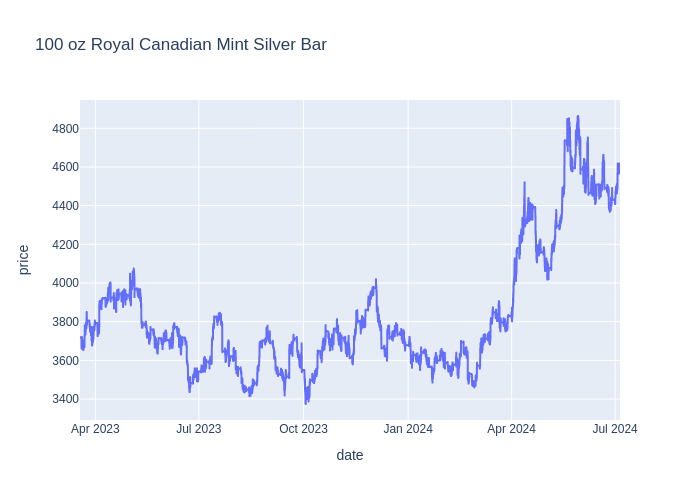 100 oz Royal Canadian Mint Silver Bar
4800
4600
4400
4200
4000
3800
3600
3400
price
Apr 2023 Jul 2023 Oct 2023 Jan 2024 Apr 2024 Jul 2024
date